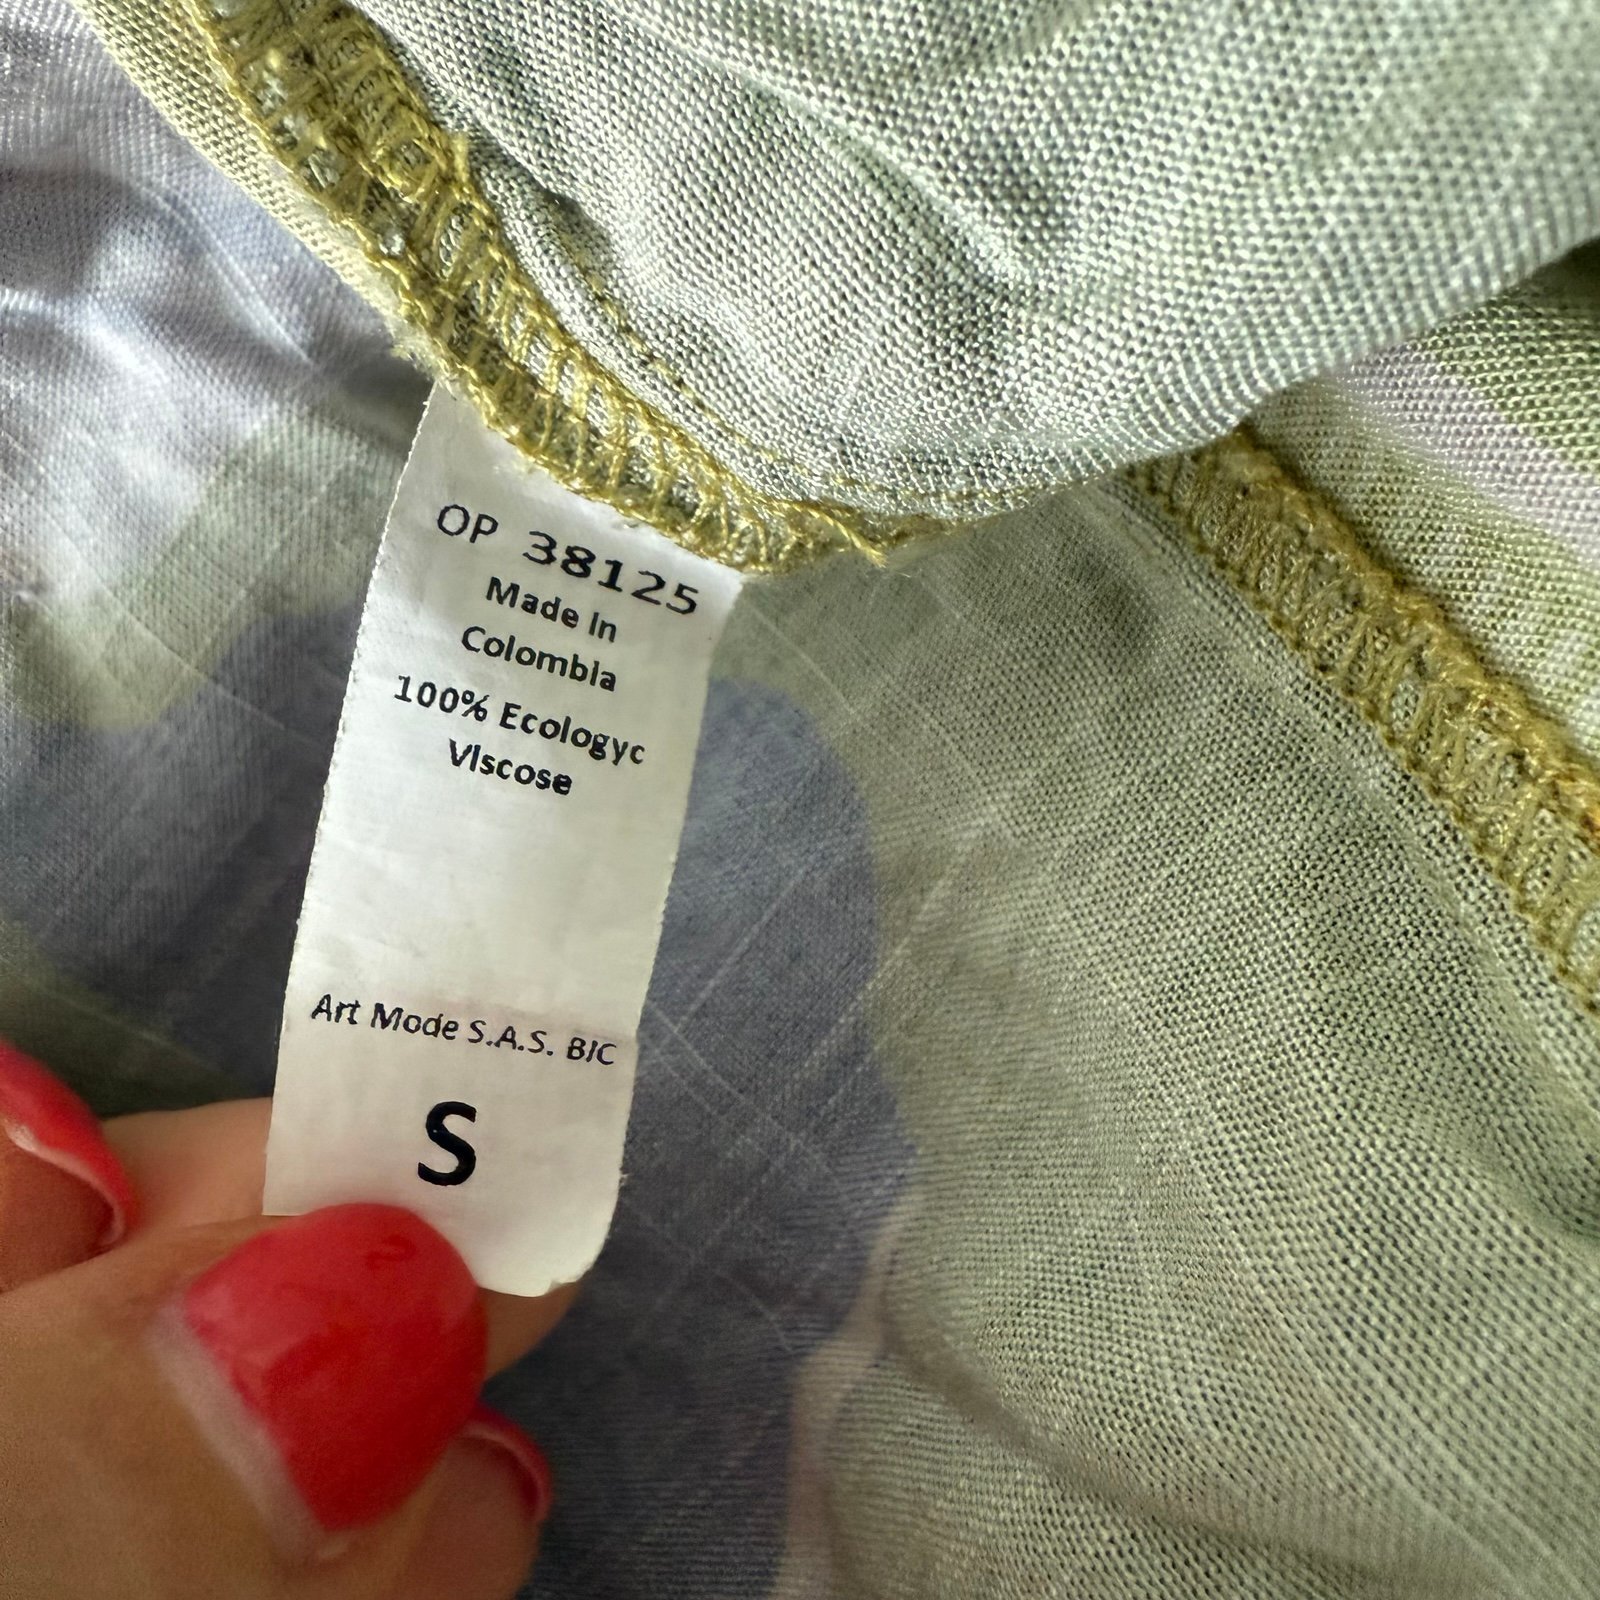 OP 38125
Made in
Colombia
100% Ecologyc
Viscose
Art Mode S.A.S. BIC
S